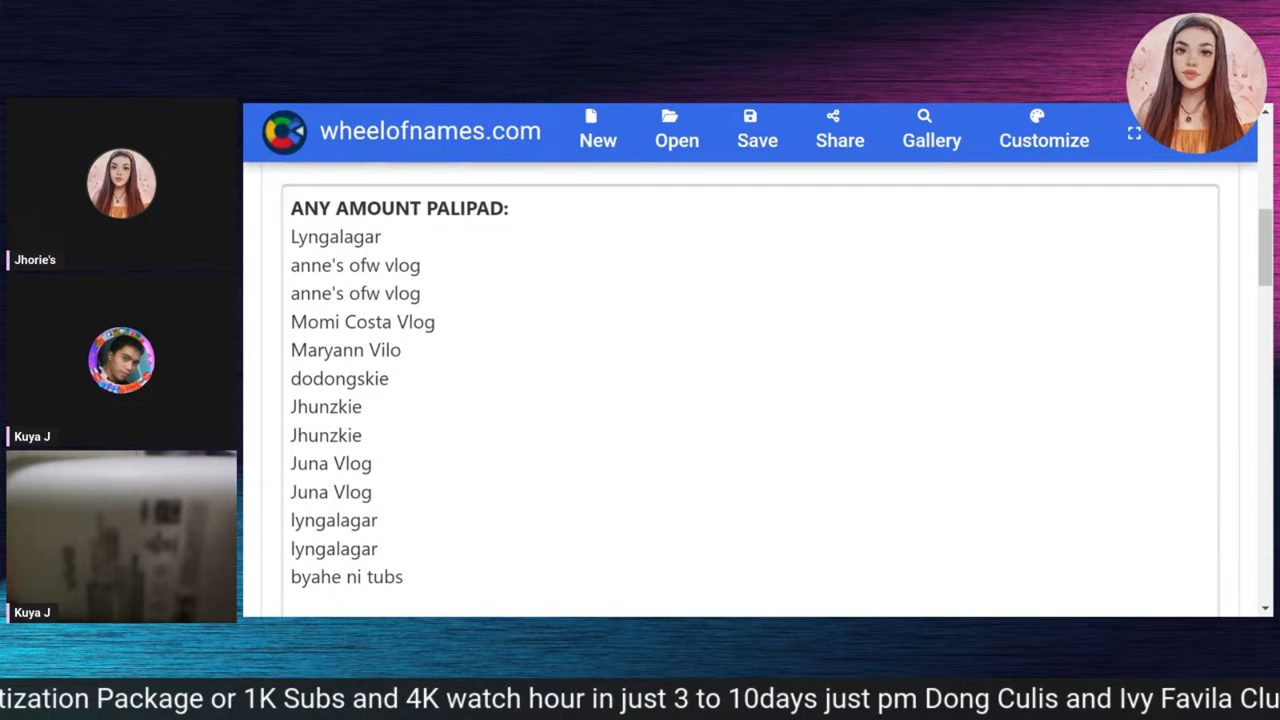 wheelofnames.com
New
Open
Save
Share
Gallery
Customize
ANY AMOUNT PALIPAD:
Lyngalagar
anne's ofw vlog
anne's ofw vlog
Momi Costa Vlog
Maryann Vilo
dodongskie
Jhunzkie
Jhunzkie
Juna Vlog
Juna Vlog
lyngalagar
lyngalagar
byahe ni tubs
Jhorie's
Kuya J
Kuya J
tization Package or 1K Subs and 4K watch hour in just 3 to 10days just pm Dong Culis and Ivy Favila Clu